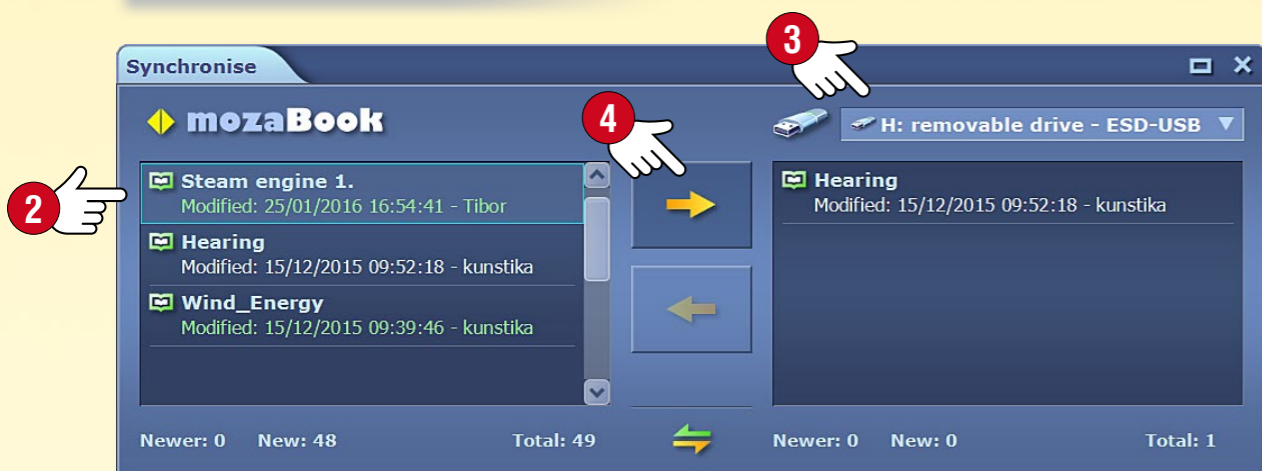 3
Synchronise
4
mozaBook
H: removable drive - ESD-USB
2
Steam engine 1.
Modified: 25/01/2016 16:54:41 - Tibor
Hearing
Modified: 15/12/2015 09:52:18 - kunstika
Wind_Energy
Modified: 15/12/2015 09:39:46 - kunstika
Hearing
Modified: 15/12/2015 09:52:18 - kunstika
Newer: 0 New: 48 Total: 49
Newer: 0 New: 0 Total: 1